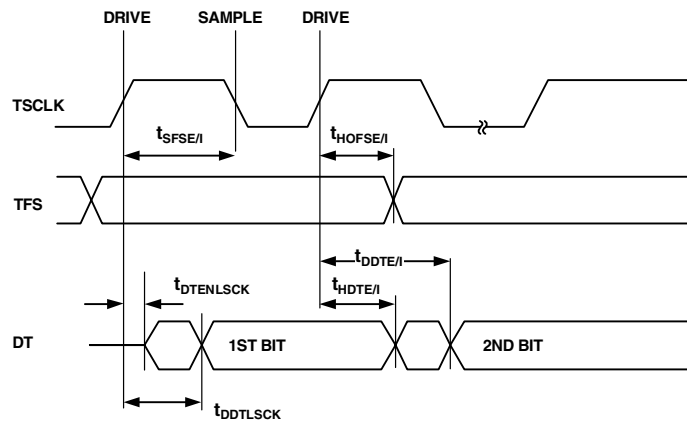 DRIVE SAMPLE DRIVE
TSCLK
tSFSE/I tHOFSE/I
TFS
tDDTE/I
tDTENLSCK tHDTE/I
DT 1ST BIT 2ND BIT
tDDTLSCK